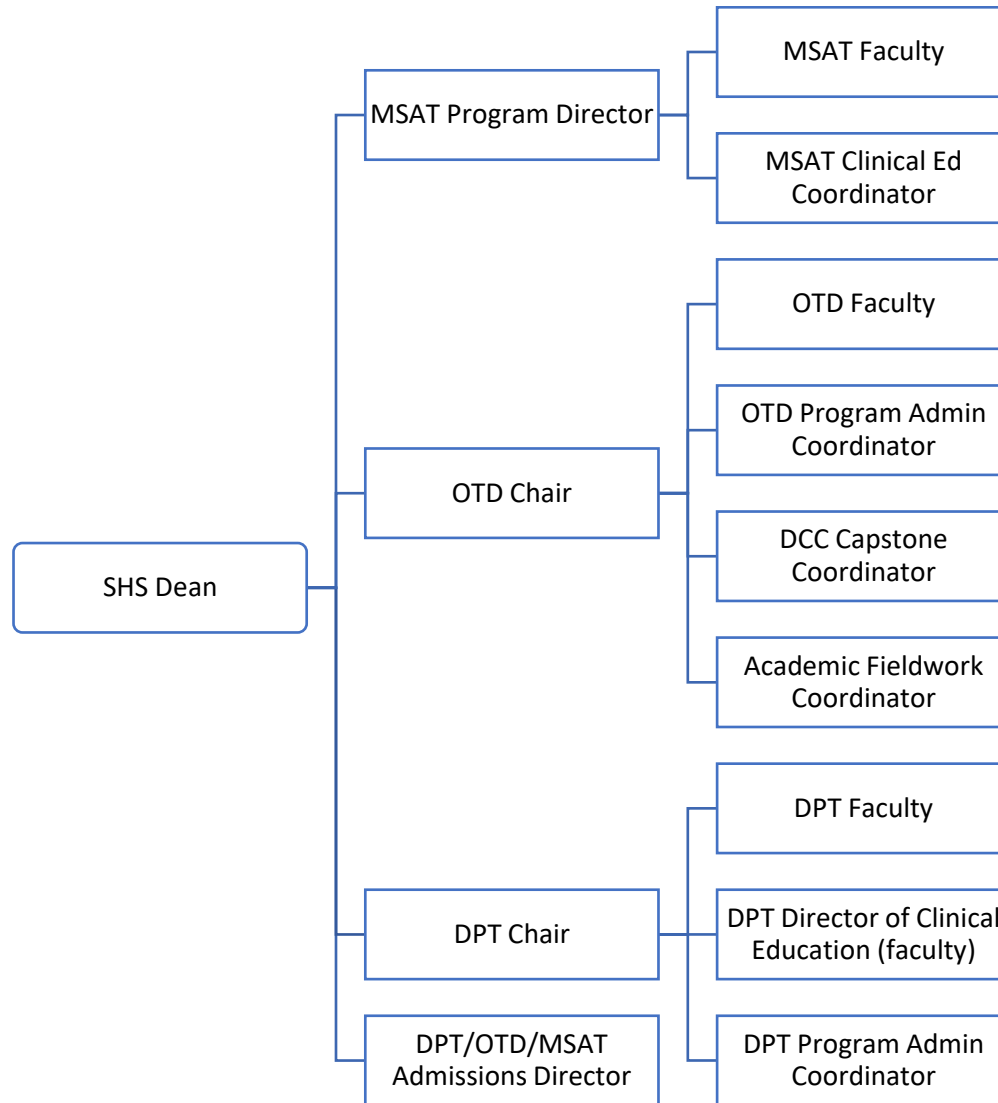 MSAT Faculty
MSAT Program Director
MSAT Clinical Ed
Coordinator
OTD Faculty
OTD Program Admin
Coordinator
OTD Chair
DCC Capstone
Coordinator
SHS Dean
Academic Fieldwork
Coordinator
DPT Faculty
DPT Chair
DPT Director of Clinical
Education (faculty)
DPT/OTD/MSAT
Admissions Director
DPT Program Admin
Coordinator